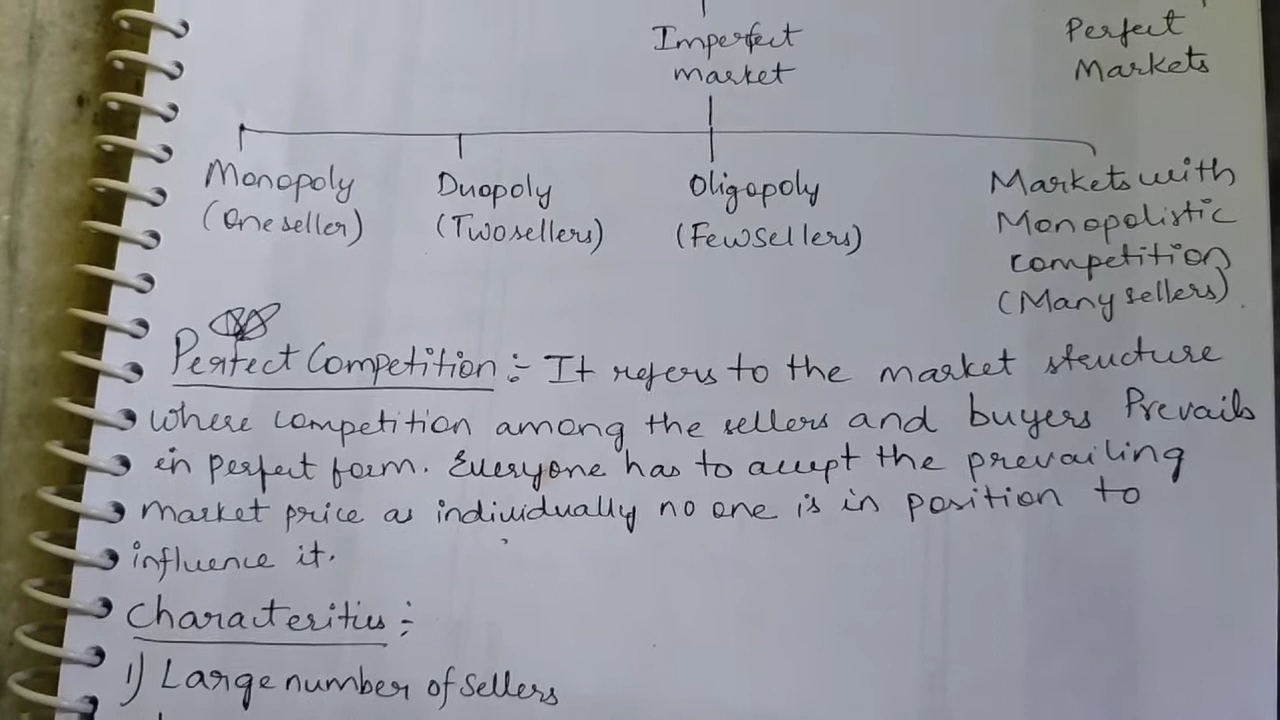 Imperfect
market
Perfect
Markets
Monopoly
(One seller)
Duopoly
(Two sellers)
Oligopoly
(Few Sellers)
Markets with
Monopolistic
competition
(Many sellers)
Perfect Competition :- It refers to the market structure
where competition among the sellers and buyers Prevails
in perfect form. Everyone has to accept the prevailing
market price as individually no one is in position to
influence it.
Characteritics :-
1) Large number of Sellers